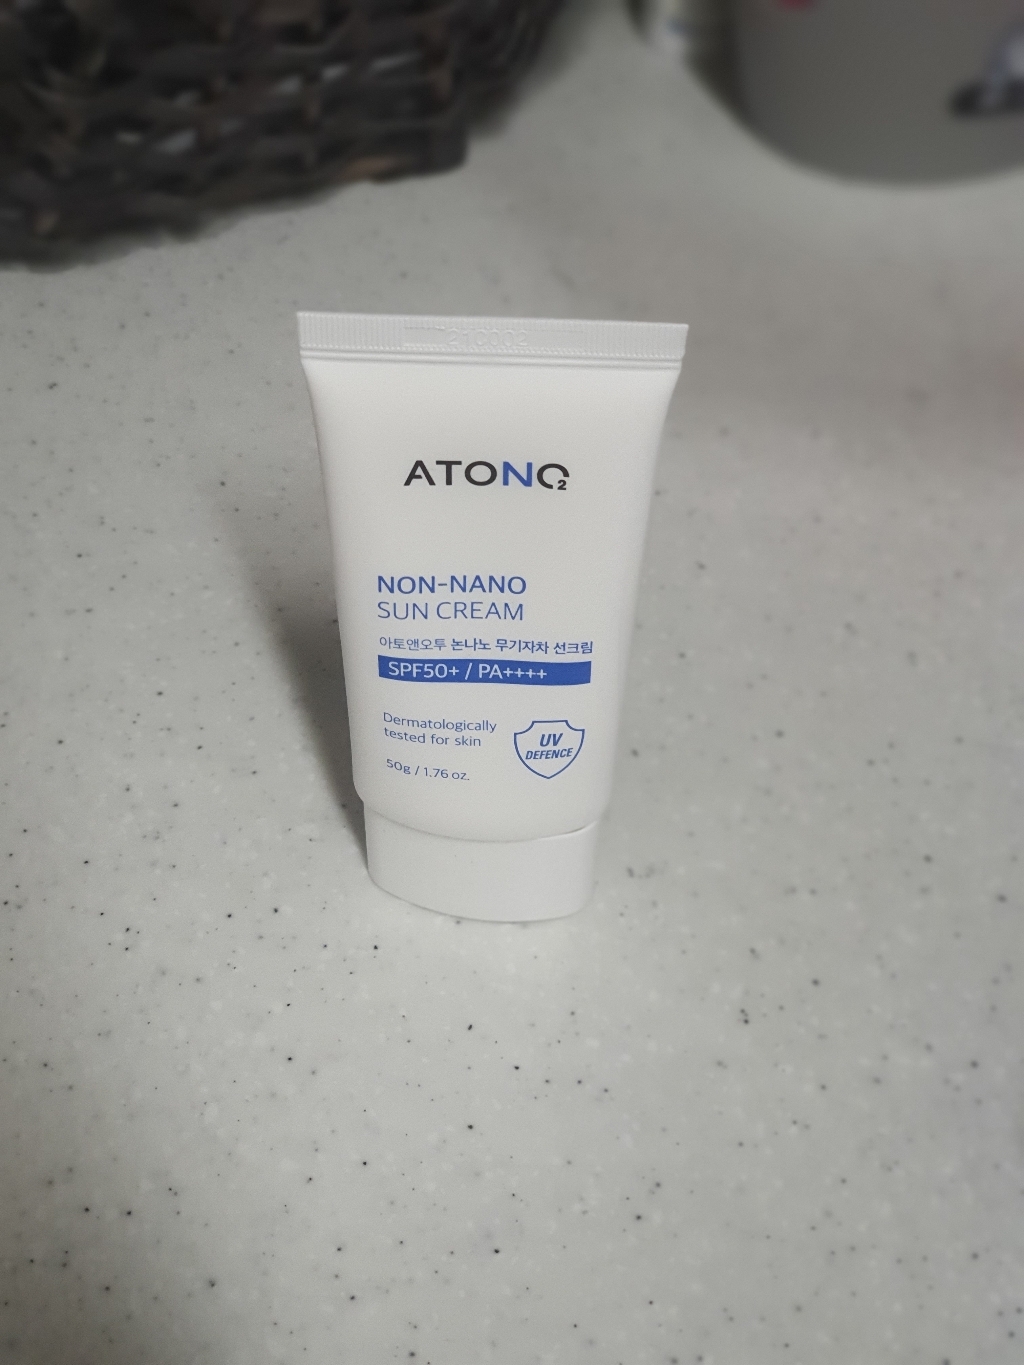 ATONO2
NON-NANO
SUN CREAM
아토앤오투 논나노 무기자차 선크림
SPF50+ / PA++++
Dermatologically
tested for skin
UV
DEFENCE
50g / 1.76 oz.